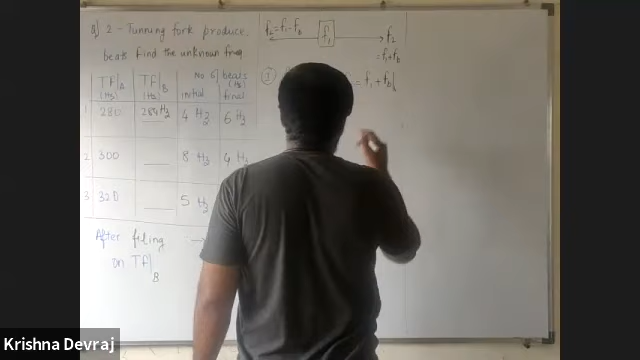 Q) 2 - Tunning fork produce
beats find the unknown freq.
TF|A (Hz) TF|B (Hz) No of beats (Hz)
initial final
1 280 284 Hz 4 Hz 6 Hz
2 300 8 Hz 4 Hz
3 320 5 Hz
After filing
on TF|B
f2 = f1 - fb f1 f2
= f1 + fb
①
= f1 + fb|
Krishna Devraj